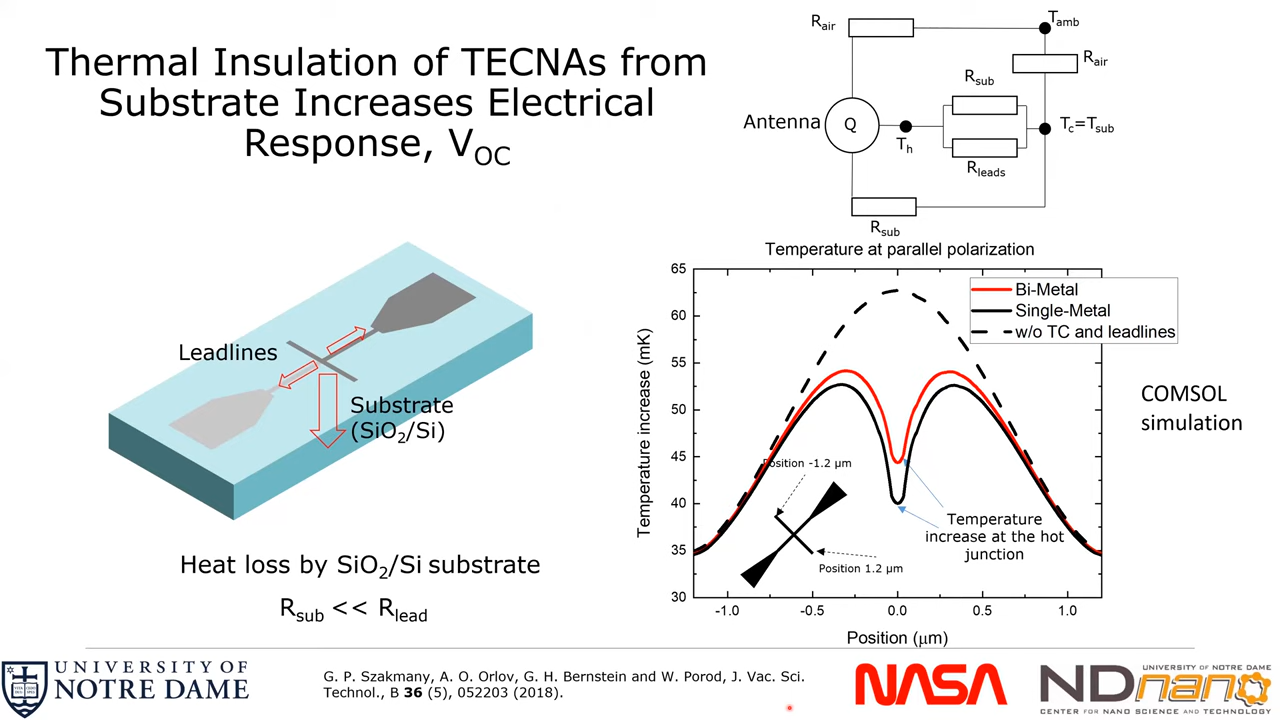 Thermal Insulation of TECNAs from
Substrate Increases Electrical
Response, V_OC
R_air
T_amb
R_air
R_sub
Antenna
Q
T_h
T_c=T_sub
R_leads
R_sub
Leadlines
Substrate
(SiO₂/Si)
Heat loss by SiO₂/Si substrate
R_sub << R_lead
Temperature at parallel polarization
Temperature increase (mK)
65
60
55
50
45
40
35
30
Bi-Metal
Single-Metal
w/o TC and leadlines
Position -1.2 µm
Temperature
increase at the hot
junction
Position 1.2 µm
-1.0
-0.5
0.0
0.5
1.0
Position (µm)
COMSOL
simulation
UNIVERSITY OF
NOTRE DAME
G. P. Szakmany, A. O. Orlov, G. H. Bernstein and W. Porod, J. Vac. Sci.
Technol., B 36 (5), 052203 (2018).
NASA
UNIVERSITY OF NOTRE DAME
NDnano
CENTER FOR NANO SCIENCE AND TECHNOLOGY